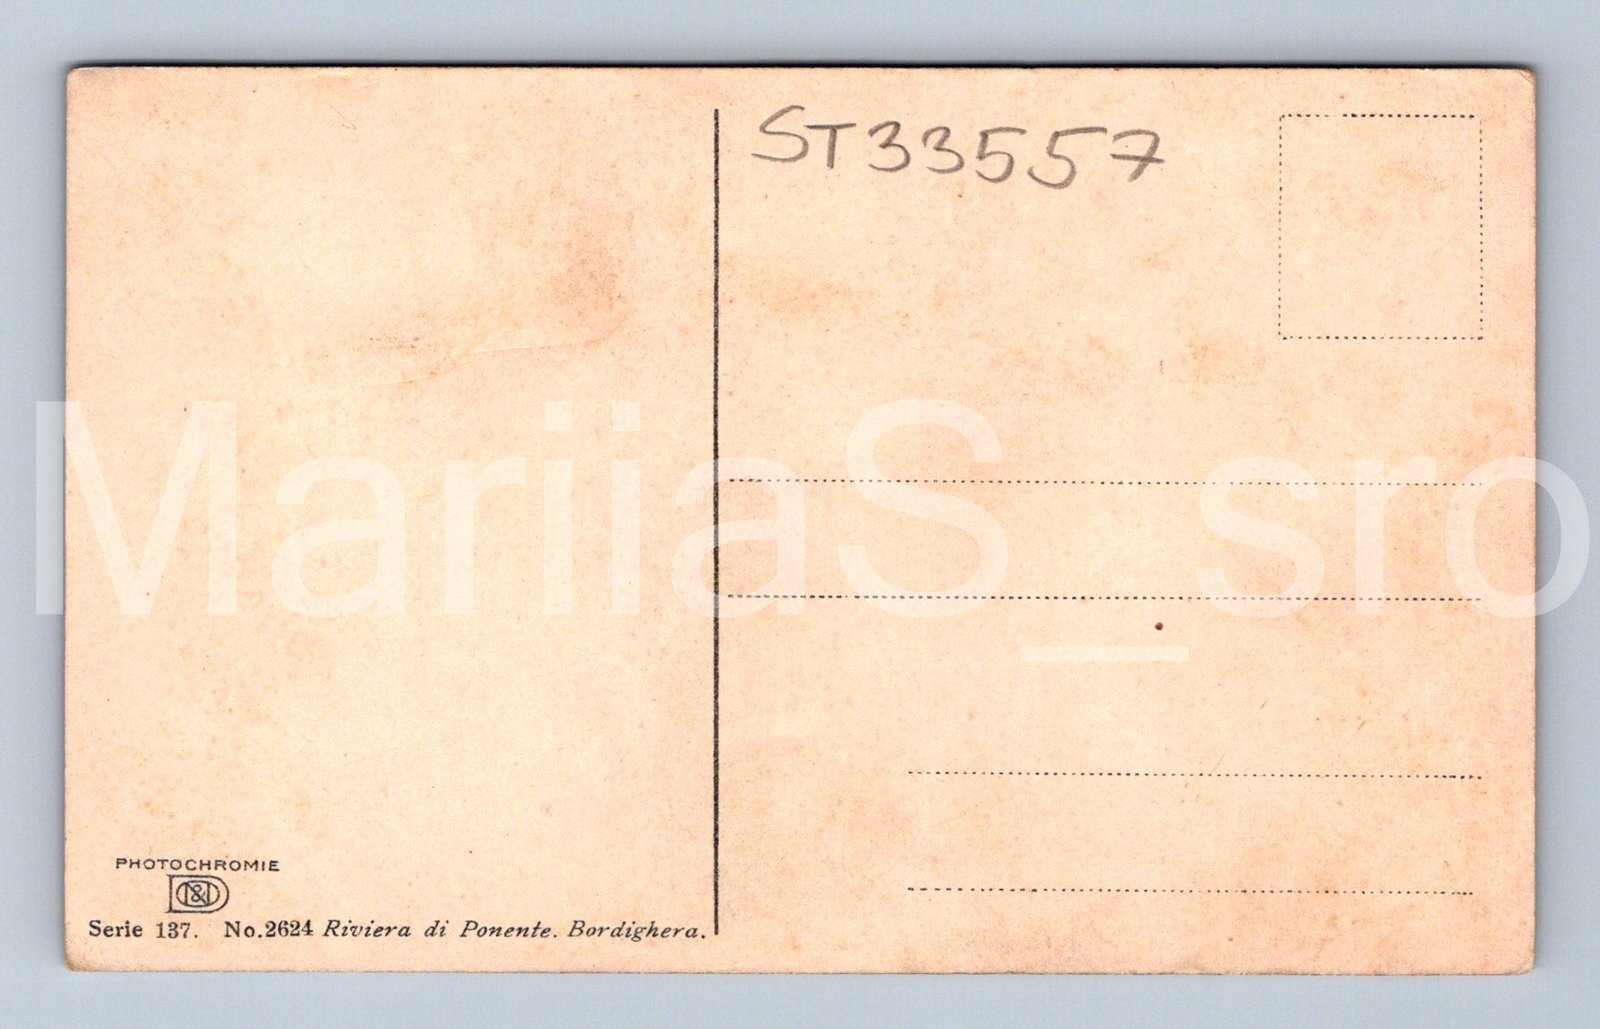 ST33557
MariiaS_sro
PHOTOCHROMIE
Serie 137. No.2624 Riviera di Ponente. Bordighera.